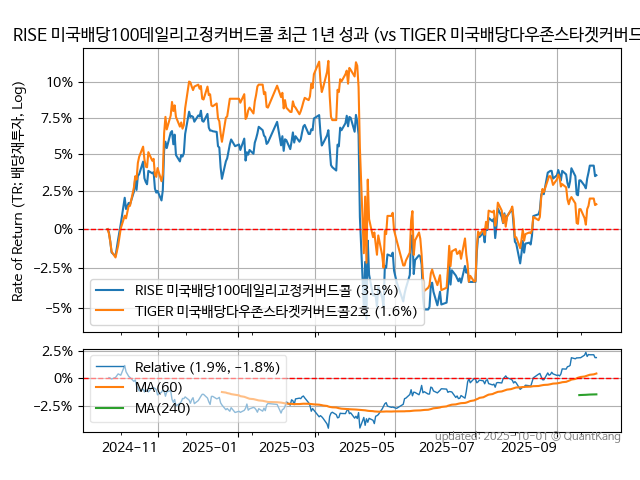 RISE 미국배당100데일리고정커버드콜 최근 1년 성과 (vs TIGER 미국배당다우존스타겟커버드
Rate of Return (TR: 배당재투자, Log)
10%
7.5%
5%
2.5%
0%
−2.5%
−5%
RISE 미국배당100데일리고정커버드콜 (3.5%)
TIGER 미국배당다우존스타겟커버드콜2호 (1.6%)
2.5%
0%
−2.5%
Relative (1.9%, −1.8%)
MA(60)
MA(240)
2024−11
2025−01
2025−03
2025−05
2025−07
2025−09
updated: 2025-10-01 © QuantKang